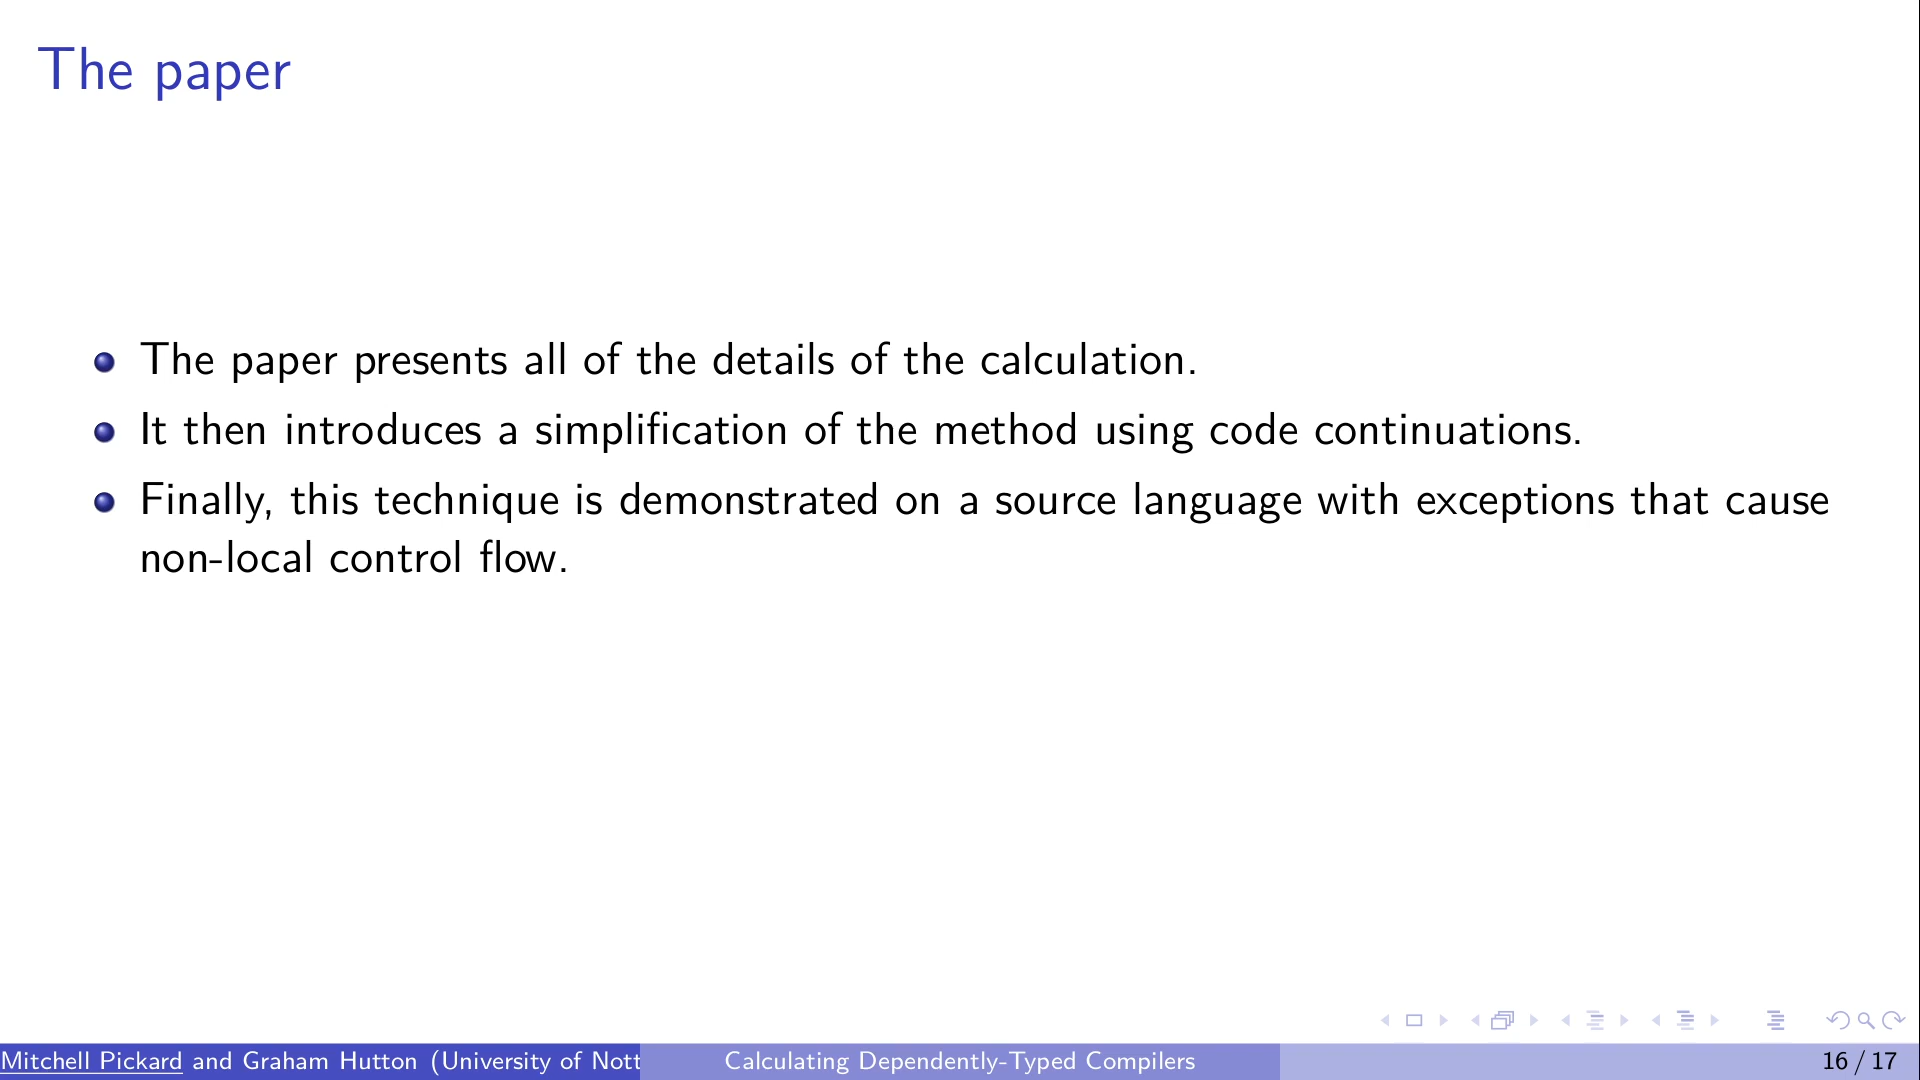 The paper
The paper presents all of the details of the calculation.
It then introduces a simplification of the method using code continuations.
Finally, this technique is demonstrated on a source language with exceptions that cause
non-local control flow.
Mitchell Pickard and Graham Hutton (University of Nott
Calculating Dependently-Typed Compilers
16 / 17